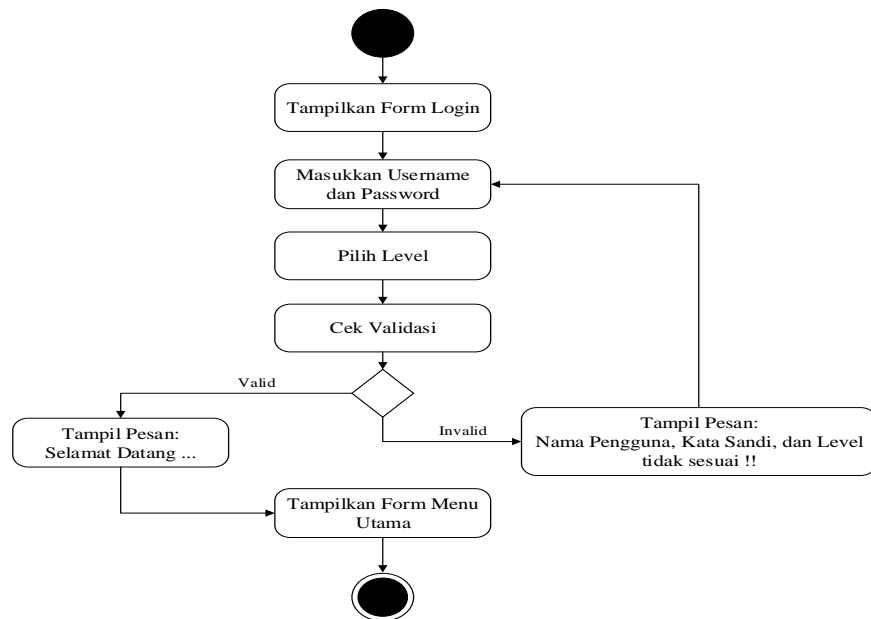 Tampilkan Form Login
Masukkan Username
dan Password
Pilih Level
Cek Validasi
Valid
Invalid
Tampil Pesan:
Selamat Datang ...
Tampil Pesan:
Nama Pengguna, Kata Sandi, dan Level
tidak sesuai !!
Tampilkan Form Menu
Utama